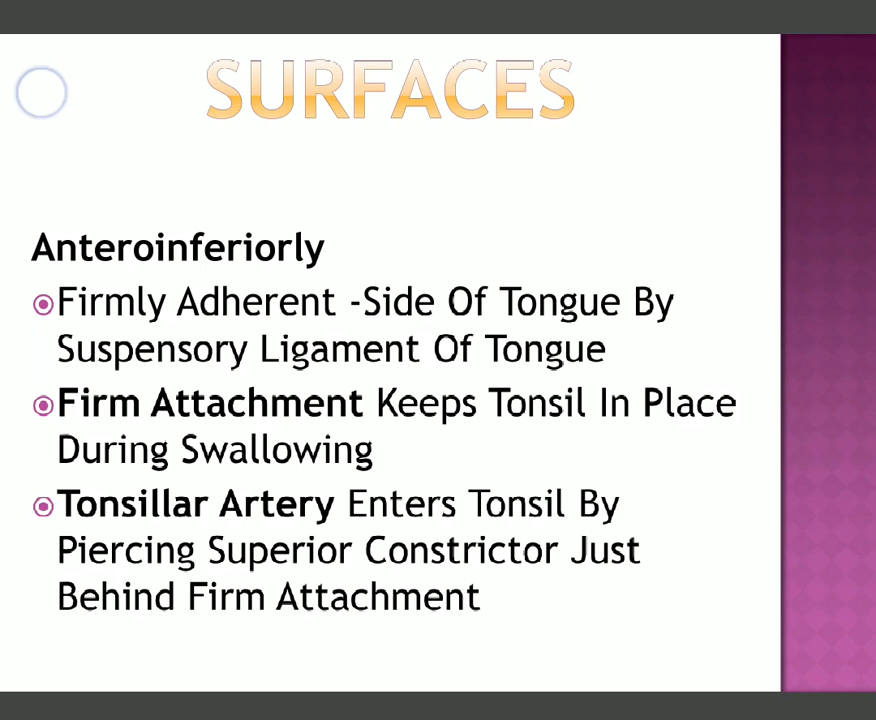 SURFACES
Anteroinferiorly
Firmly Adherent -Side Of Tongue By
Suspensory Ligament Of Tongue
Firm Attachment Keeps Tonsil In Place
During Swallowing
Tonsillar Artery Enters Tonsil By
Piercing Superior Constrictor Just
Behind Firm Attachment